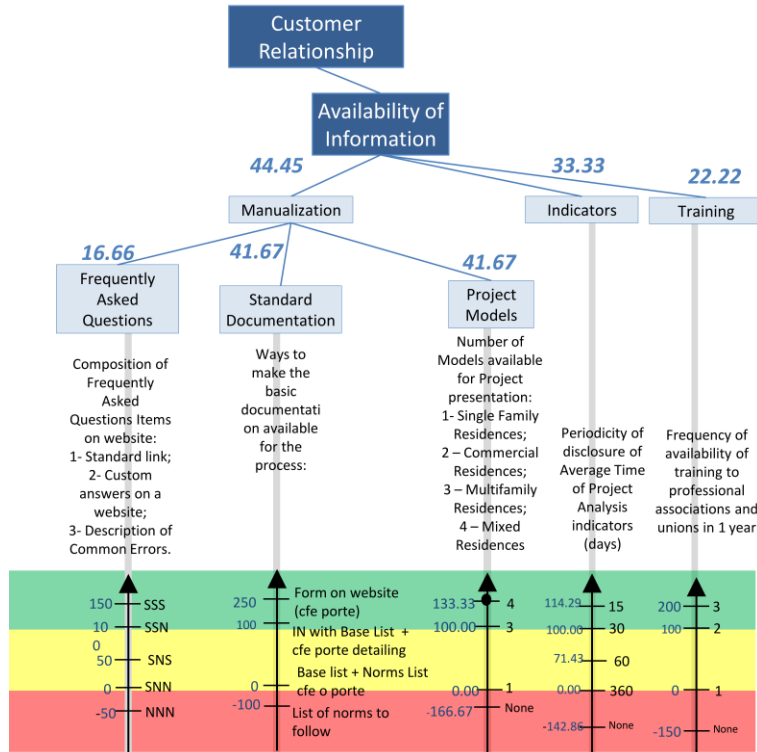 Customer
Relationship
Availability of
Information
44.45
33.33
22.22
Manualization
Indicators
Training
16.66
41.67
41.67
Frequently
Asked
Questions
Standard
Documentation
Project
Models
Composition of
Frequently
Asked
Questions Items
on website:
1- Standard link;
2- Custom
answers on a
website;
3- Description of
Common Errors.
Ways to
make the
basic
documentati
on available
for the
process:
Number of
Models available
for Project
presentation:
1- Single Family
Residences;
2 – Commercial
Residences;
3 – Multifamily
Residences;
4 – Mixed
Residences
Periodicity of
disclosure of
Average Time of
Project
Analysis
indicators
(days)
Frequency of
availability of
training to
professional
associations and
unions in 1 year
150 SSS
10 SSN
0
50 SNS
0 SNN
-50 NNN
250 Form on website
(cfe porte)
100 IN with Base List +
cfe porte detailing
Base list + Norms List
0 cfe o porte
-100 List of norms to
follow
133.33 4
100.00 3
0.00 1
-166.67 None
114.29 15
100.00 30
71.43 60
0.00 360
-142.86 None
200 3
100 2
0 1
-150 None